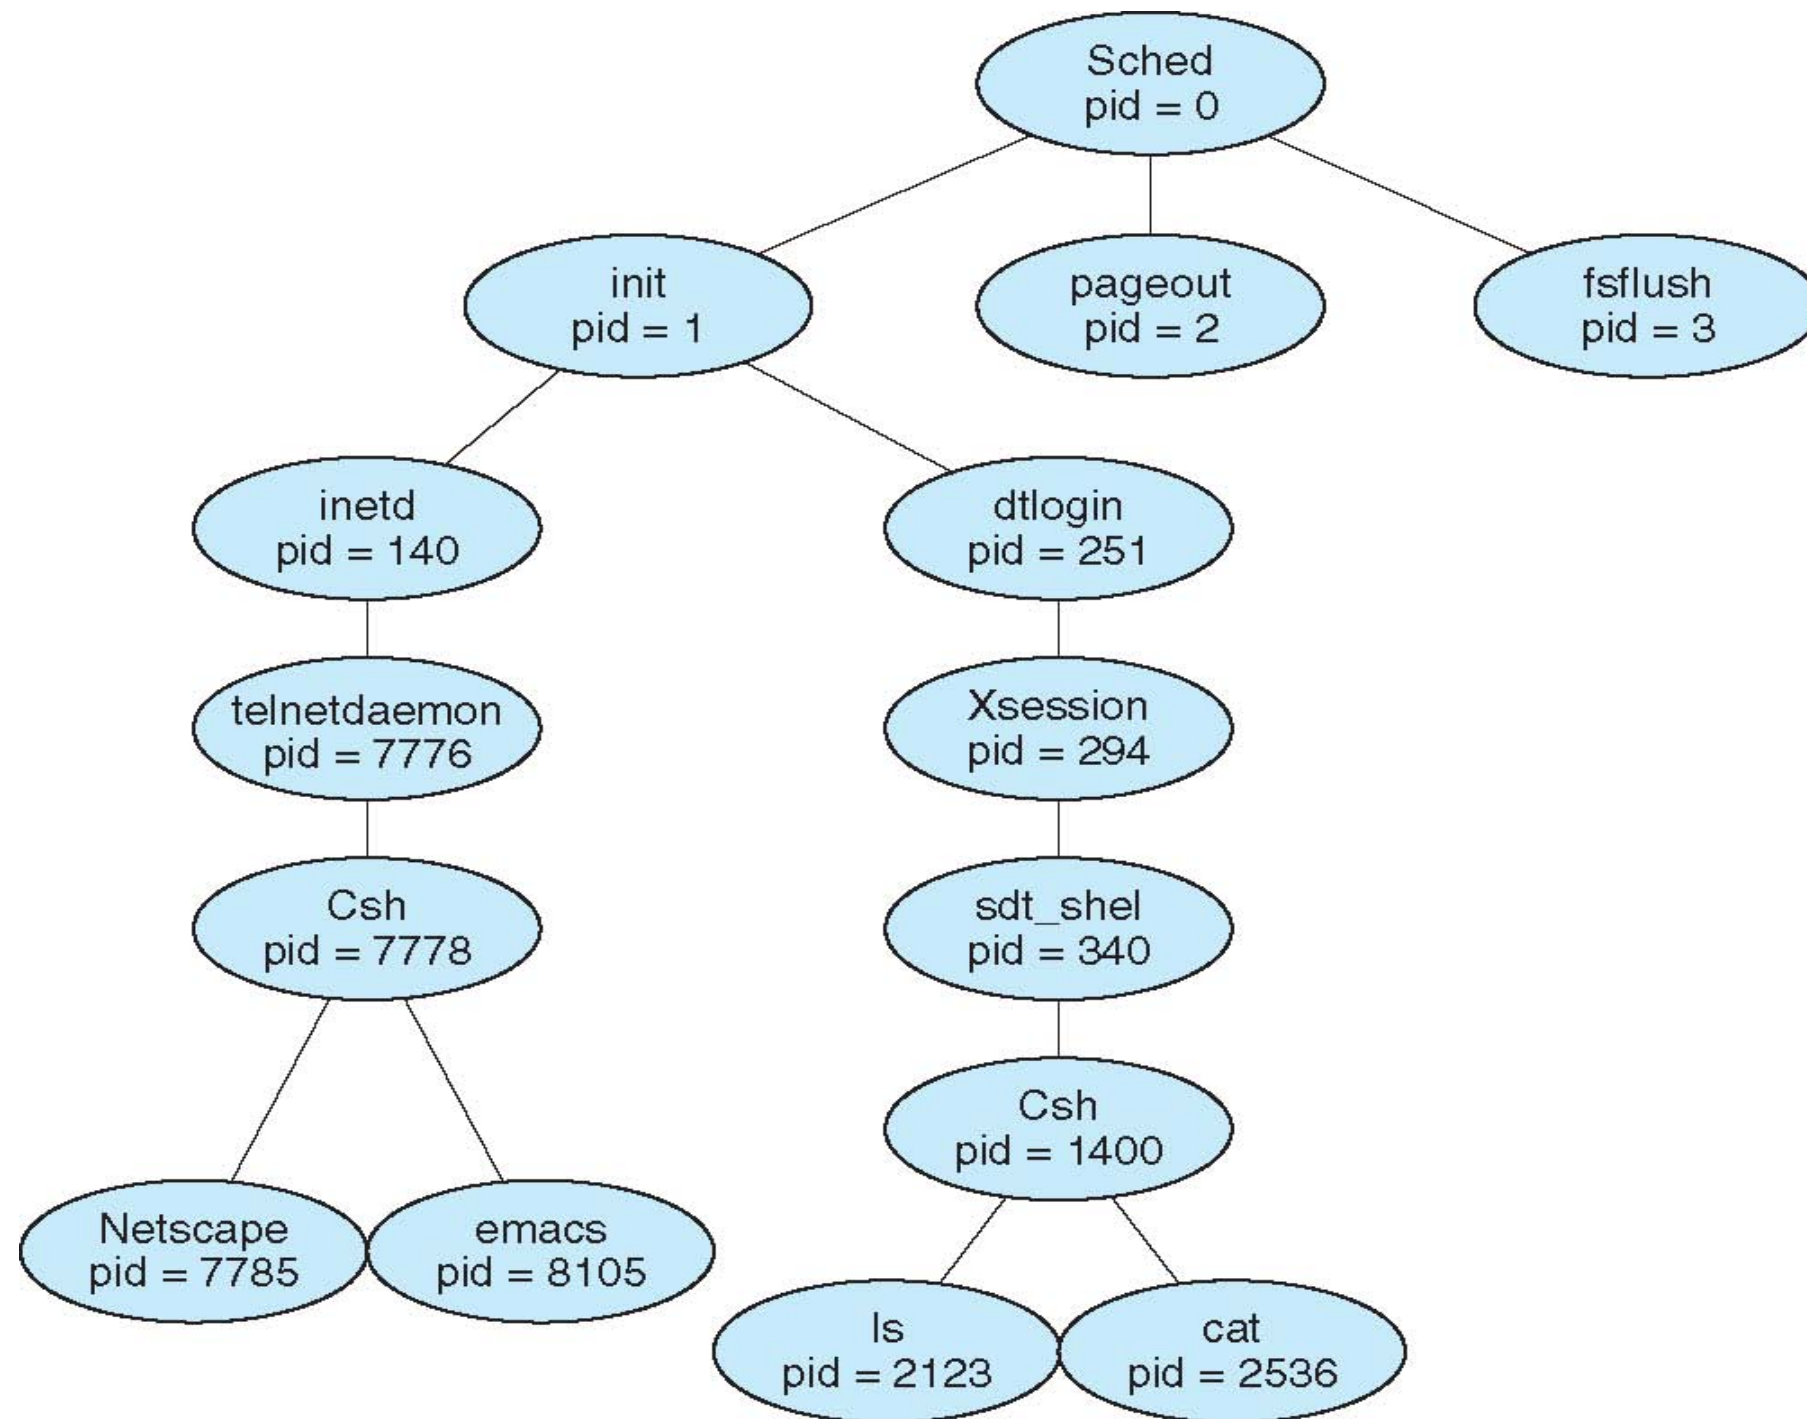 Sched
pid = 0
init
pid = 1
pageout
pid = 2
fsflush
pid = 3
inetd
pid = 140
dtlogin
pid = 251
telnetdaemon
pid = 7776
Xsession
pid = 294
Csh
pid = 7778
sdt_shel
pid = 340
Csh
pid = 1400
Netscape
pid = 7785
emacs
pid = 8105
ls
pid = 2123
cat
pid = 2536